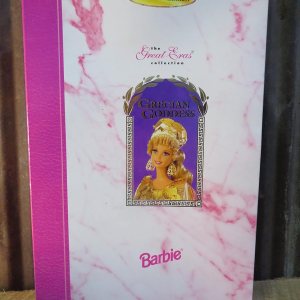 the
Great Eras
collection
GRECIAN
GODDESS
Barbie